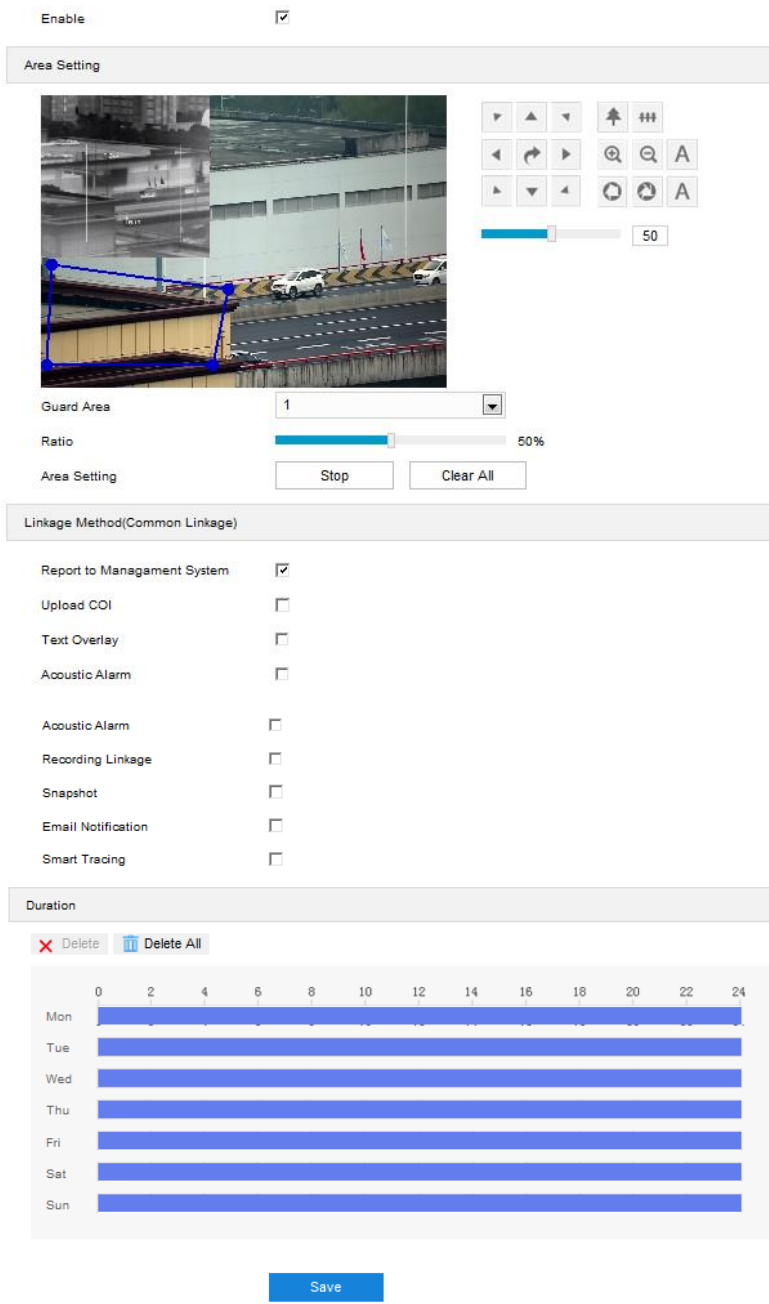 Enable
Area Setting
A
A
50
Guard Area 1
Ratio 50%
Area Setting Stop Clear All
Linkage Method(Common Linkage)
Report to Managament System
Upload COI
Text Overlay
Acoustic Alarm
Acoustic Alarm
Recording Linkage
Snapshot
Email Notification
Smart Tracing
Duration
Delete Delete All
0 2 4 6 8 10 12 14 16 18 20 22 24
Mon
Tue
Wed
Thu
Fri
Sat
Sun
Save